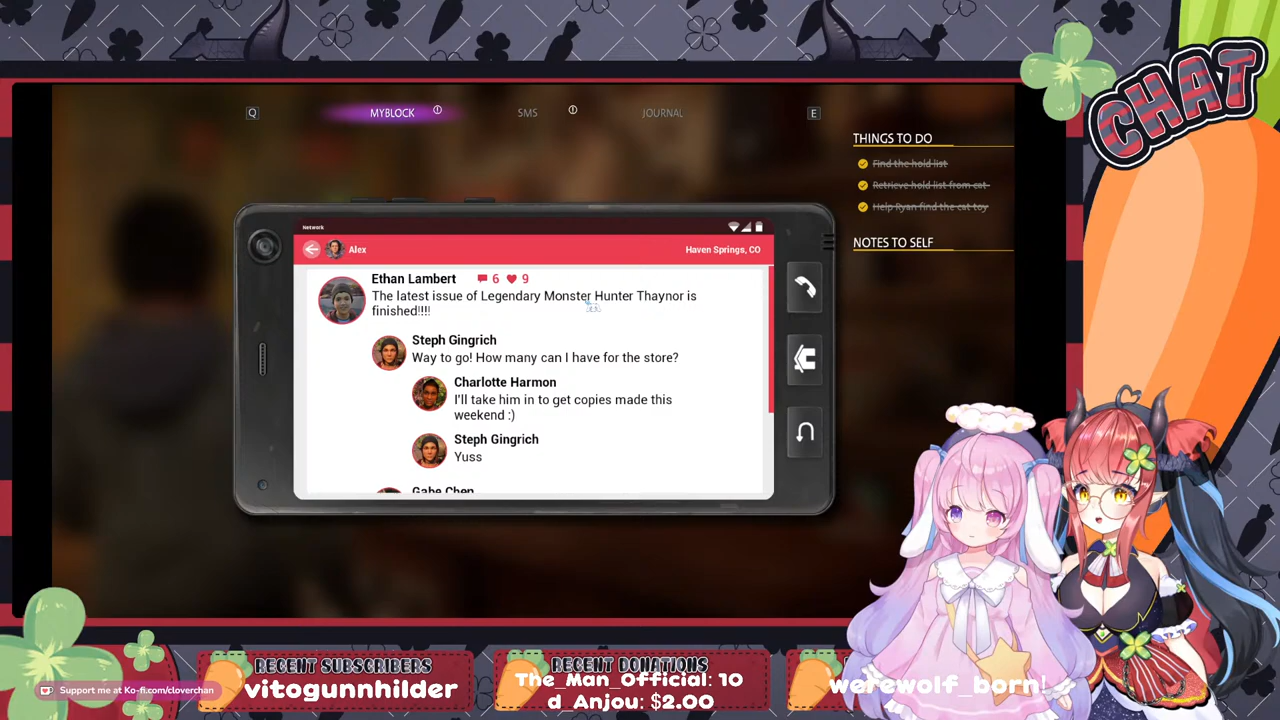 CHAT
Q
MYBLOCK
SMS
JOURNAL
E
THINGS TO DO
Find the hold list
Retrieve hold list from cat
Help Ryan find the cat toy
NOTES TO SELF
Network
Alex
Haven Springs, CO
Ethan Lambert 6 9
The latest issue of Legendary Monster Hunter Thaynor is
finished!!!!
Steph Gingrich
Way to go! How many can I have for the store?
Charlotte Harmon
I'll take him in to get copies made this
weekend :)
Steph Gingrich
Yuss
Gabe Chen
Support me at Ko-fi.com/cloverchan
RECENT SUBSCRIBERS
vitogunnhilder
RECENT DONATIONS
The_Man_Official: 10
d_Anjou: $2.00
werewolf_born!